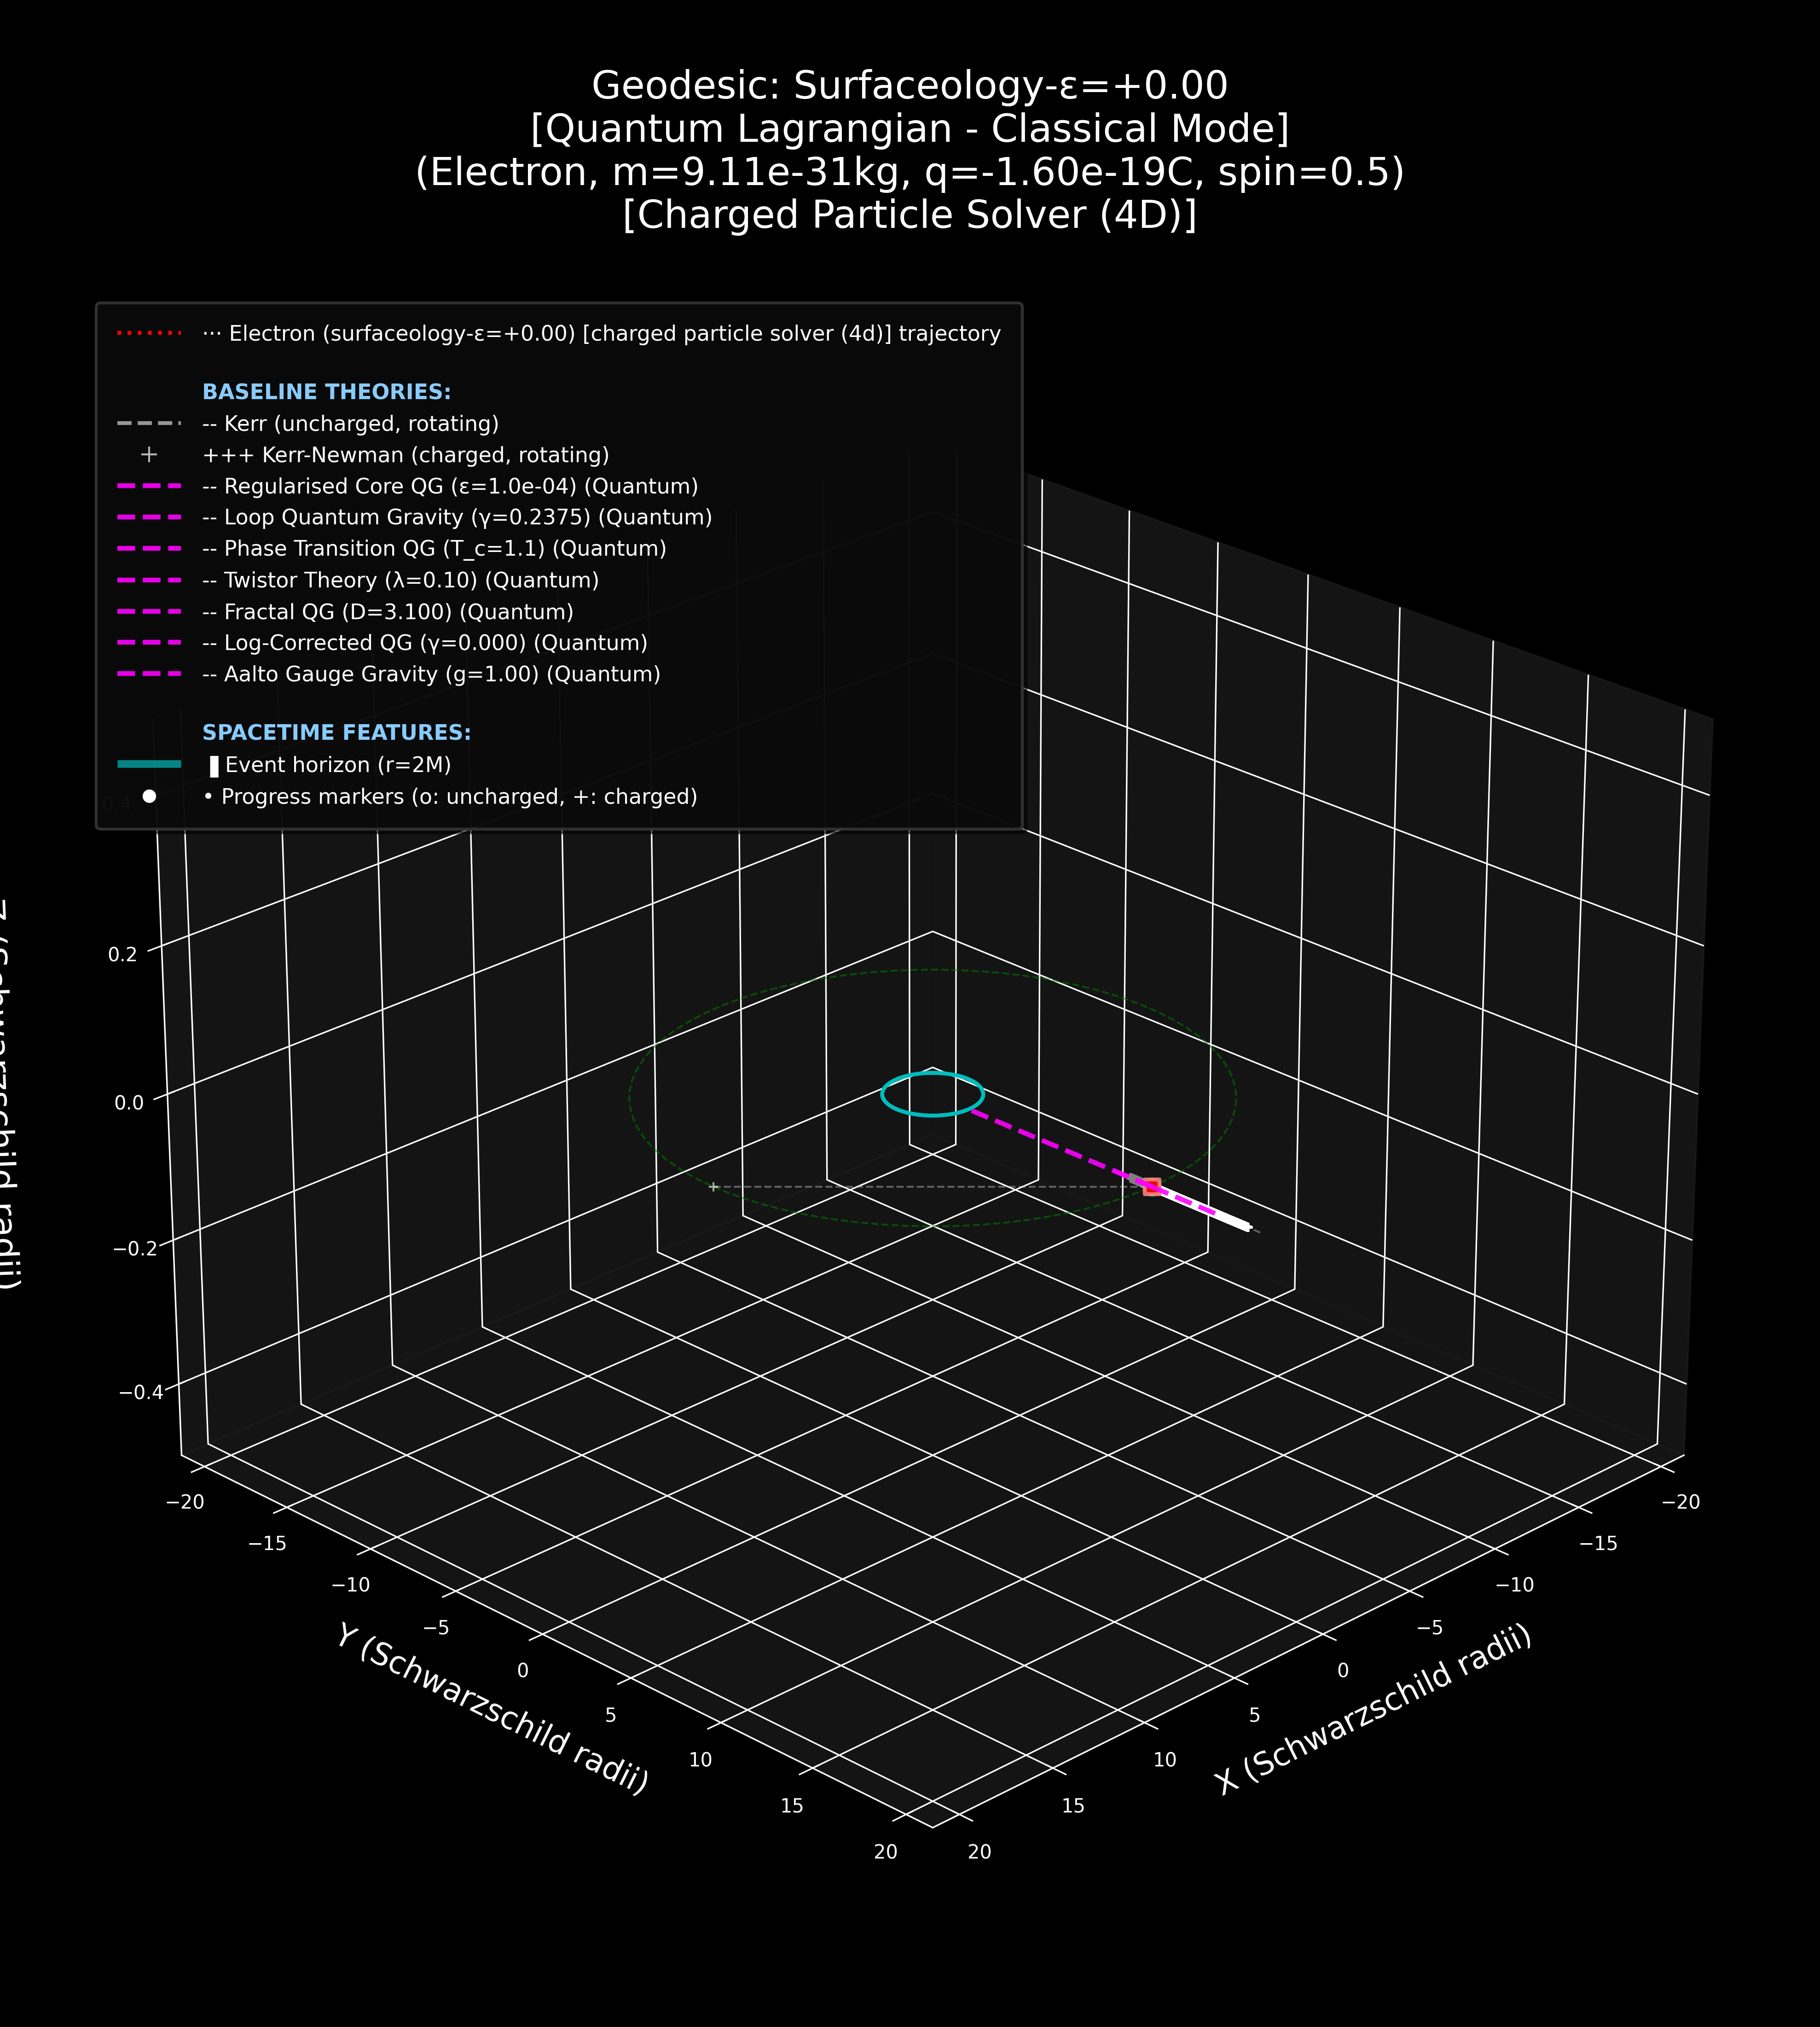 Geodesic: Surfaceology-ε=+0.00
[Quantum Lagrangian - Classical Mode]
(Electron, m=9.11e-31kg, q=-1.60e-19C, spin=0.5)
[Charged Particle Solver (4D)]
··· Electron (surfaceology-ε=+0.00) [charged particle solver (4d)] trajectory
BASELINE THEORIES:
-- Kerr (uncharged, rotating)
+++ Kerr-Newman (charged, rotating)
-- Regularised Core QG (ε=1.0e-04) (Quantum)
-- Loop Quantum Gravity (γ=0.2375) (Quantum)
-- Phase Transition QG (T_c=1.1) (Quantum)
-- Twistor Theory (λ=0.10) (Quantum)
-- Fractal QG (D=3.100) (Quantum)
-- Log-Corrected QG (γ=0.000) (Quantum)
-- Aalto Gauge Gravity (g=1.00) (Quantum)
SPACETIME FEATURES:
▌Event horizon (r=2M)
• Progress markers (o: uncharged, +: charged)
0.4
0.2
0.0
−0.2
−0.4
Z (Schwarzschild radii)
−20
−15
−10
−5
0
5
10
15
20
Y (Schwarzschild radii)
20
15
10
5
0
−5
−10
−15
−20
X (Schwarzschild radii)